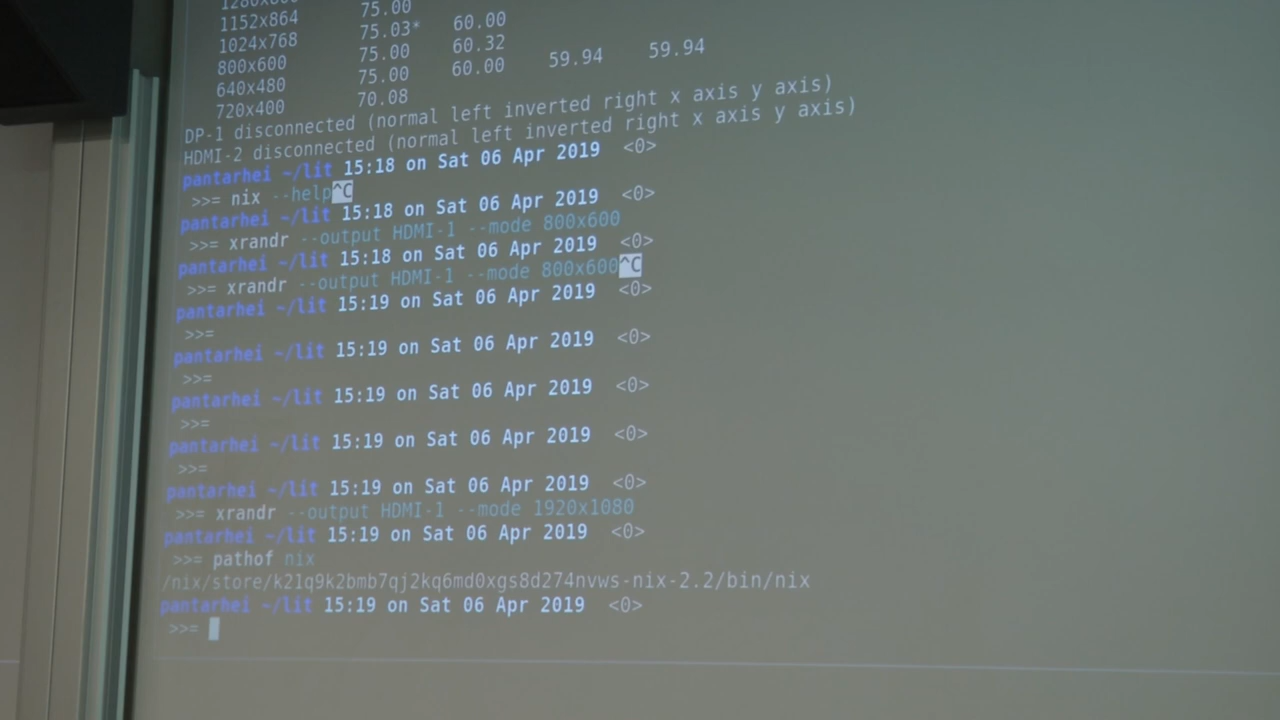 1280x800 75.00
1152x864 75.03* 60.00
1024x768 75.00 60.32
800x600 75.00 60.00 59.94 59.94
640x480 70.08
720x400
DP-1 disconnected (normal left inverted right x axis y axis)
HDMI-2 disconnected (normal left inverted right x axis y axis)
pantarhei ~/lit 15:18 on Sat 06 Apr 2019 <0>
>>= nix --help^C
pantarhei ~/lit 15:18 on Sat 06 Apr 2019 <0>
>>= xrandr --output HDMI-1 --mode 800x600
pantarhei ~/lit 15:18 on Sat 06 Apr 2019 <0>
>>= xrandr --output HDMI-1 --mode 800x600^C
pantarhei ~/lit 15:19 on Sat 06 Apr 2019 <0>
>>=
pantarhei ~/lit 15:19 on Sat 06 Apr 2019 <0>
>>=
pantarhei ~/lit 15:19 on Sat 06 Apr 2019 <0>
>>=
pantarhei ~/lit 15:19 on Sat 06 Apr 2019 <0>
>>=
pantarhei ~/lit 15:19 on Sat 06 Apr 2019 <0>
>>= xrandr --output HDMI-1 --mode 1920x1080
pantarhei ~/lit 15:19 on Sat 06 Apr 2019 <0>
>>= pathof nix
/nix/store/k21q9k2bmb7qj2kq6md0xgs8d274nvws-nix-2.2/bin/nix
pantarhei ~/lit 15:19 on Sat 06 Apr 2019 <0>
>>=